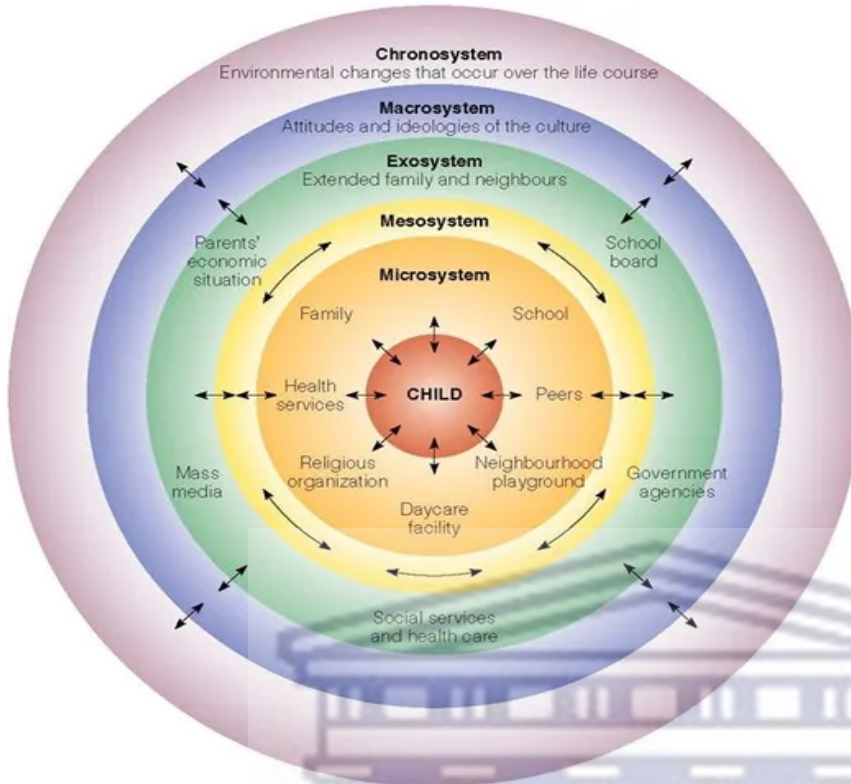 Chronosystem
Environmental changes that occur over the life course
Macrosystem
Attitudes and ideologies of the culture
Exosystem
Extended family and neighbours
Mesosystem
Parents'
economic
situation
School
board
Microsystem
Family
School
Health
services
CHILD
Peers
Religious
organization
Neighbourhood
playground
Mass
media
Government
agencies
Daycare
facility
Social services
and health care